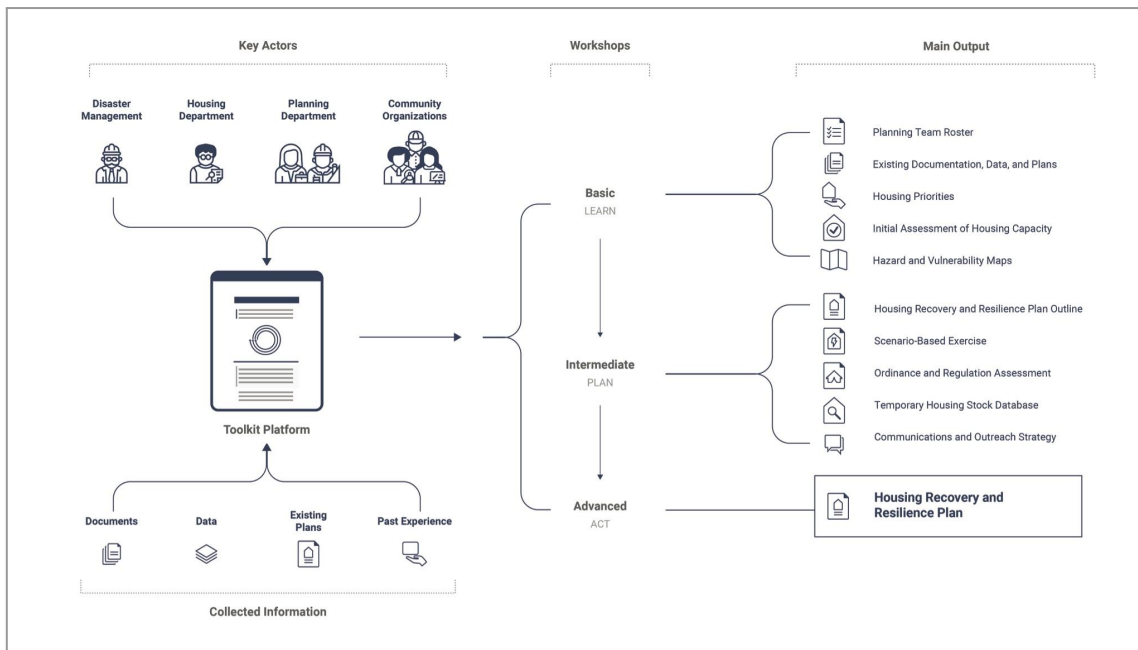 Key Actors
Workshops
Main Output
Disaster
Management
Housing
Department
Planning
Department
Community
Organizations
Toolkit Platform
Documents
Data
Existing
Plans
Past Experience
Collected Information
Basic
LEARN
Intermediate
PLAN
Advanced
ACT
Planning Team Roster
Existing Documentation, Data, and Plans
Housing Priorities
Initial Assessment of Housing Capacity
Hazard and Vulnerability Maps
Housing Recovery and Resilience Plan Outline
Scenario-Based Exercise
Ordinance and Regulation Assessment
Temporary Housing Stock Database
Communications and Outreach Strategy
Housing Recovery and
Resilience Plan